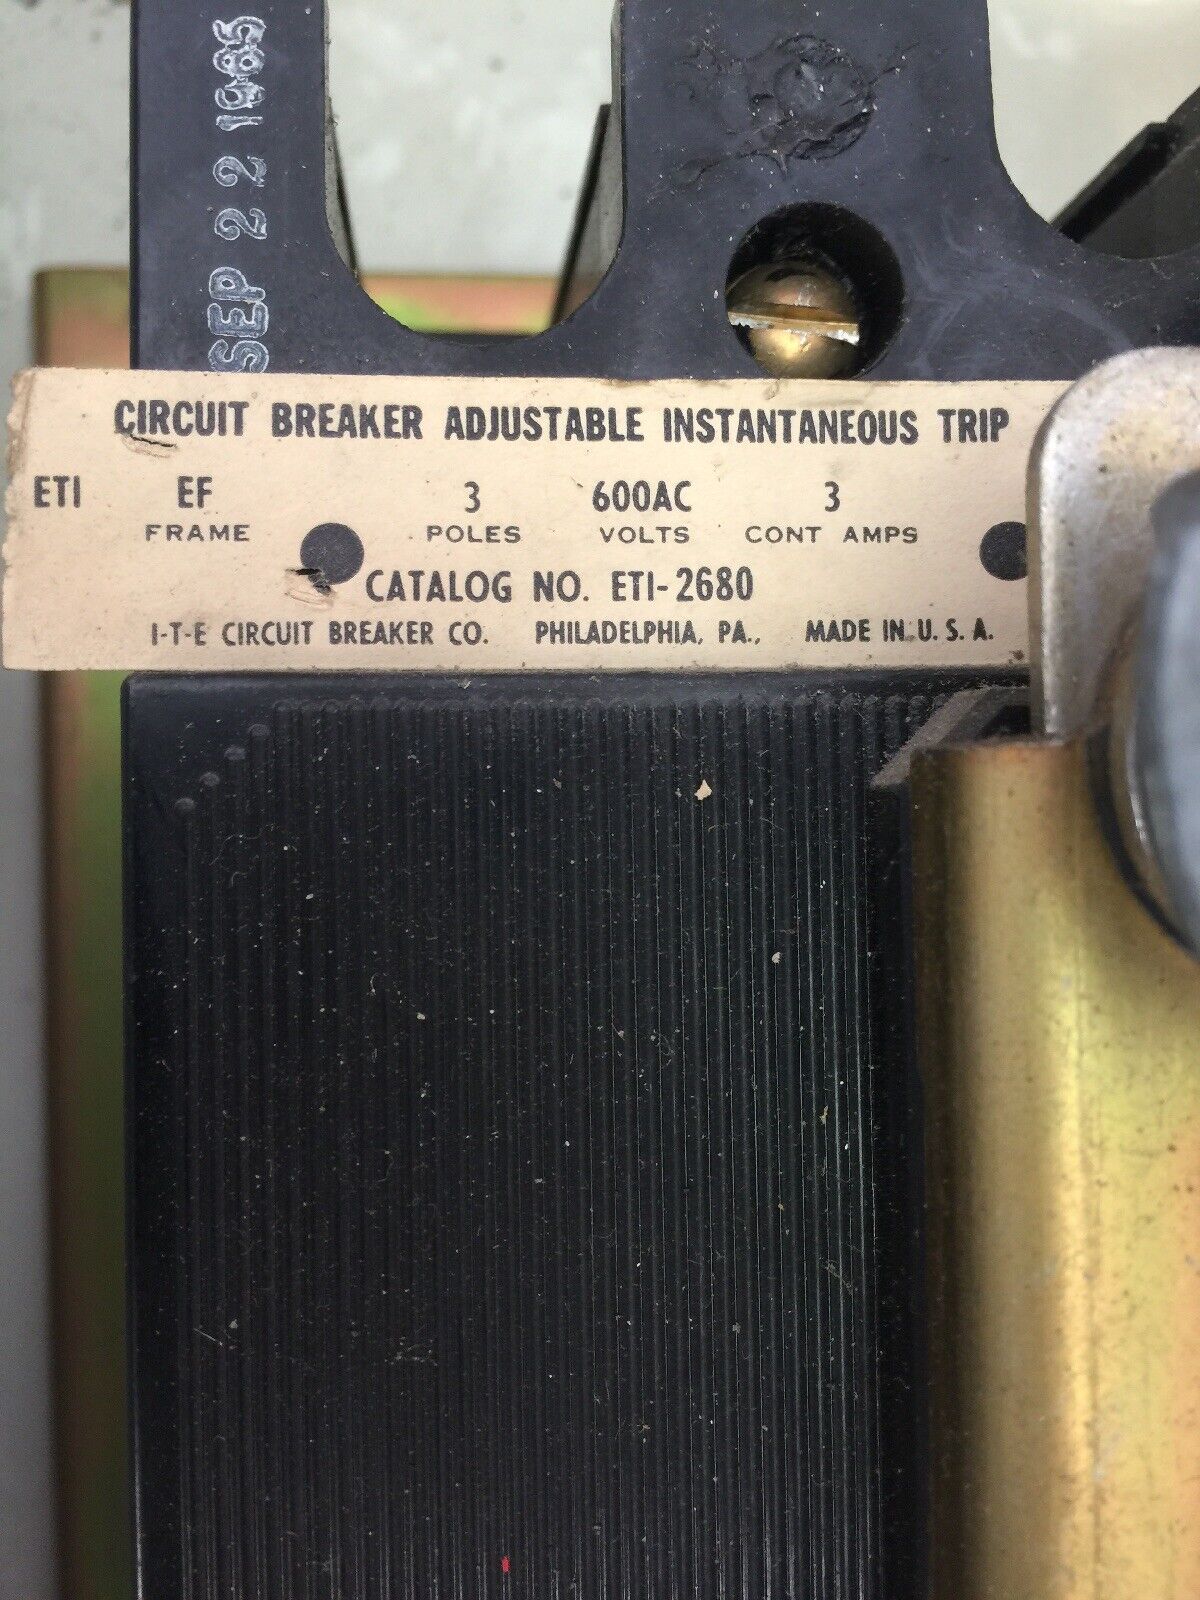 SEP 22
CIRCUIT BREAKER ADJUSTABLE INSTANTANEOUS TRIP
ETI EF 3 600AC 3
FRAME POLES VOLTS CONT AMPS
CATALOG NO. ETI-2680
I-T-E CIRCUIT BREAKER CO. PHILADELPHIA, PA., MADE IN U.S.A.